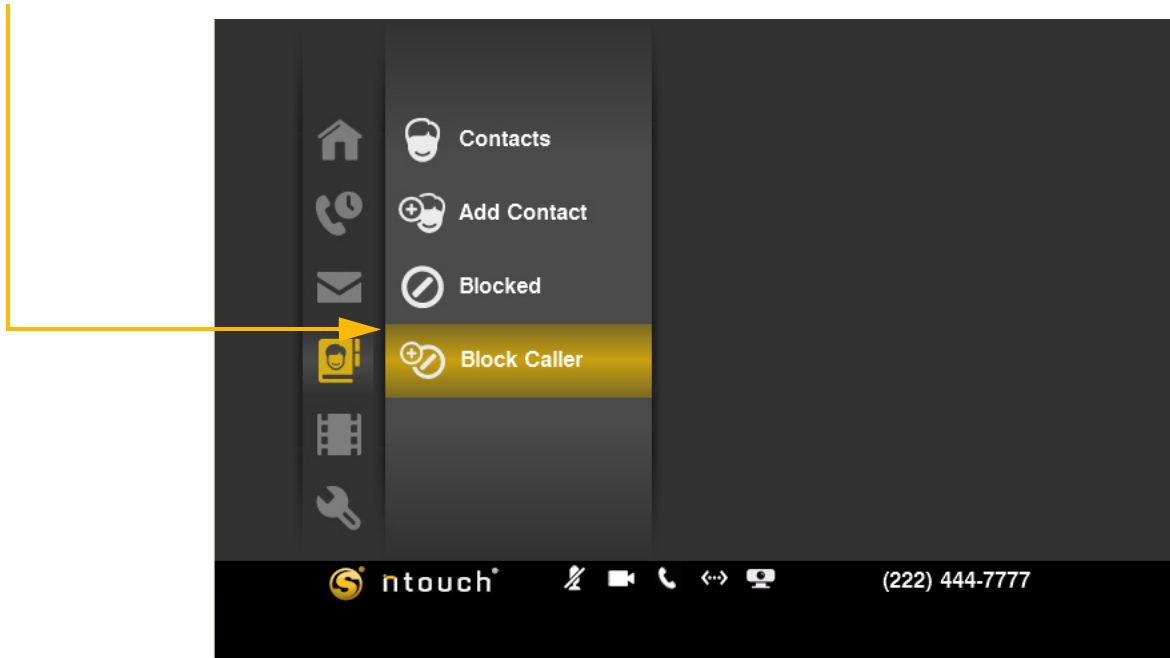 Contacts
Add Contact
Blocked
Block Caller
S ntouch® (222) 444-7777